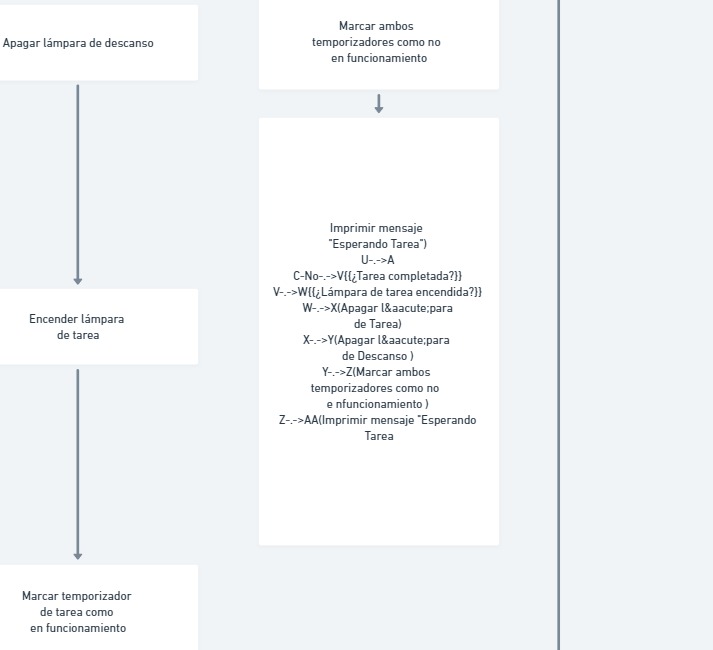 Apagar lámpara de descanso
Encender lámpara
de tarea
Marcar temporizador
de tarea como
en funcionamiento
Marcar ambos
temporizadores como no
en funcionamiento
Imprimir mensaje
"Esperando Tarea")
U-.->A
C-No-.->V{{¿Tarea completada?}}
V-.->W{{¿Lámpara de tarea encendida?}}
W-.->X(Apagar l&aacute;para
de Tarea)
X-.->Y(Apagar l&aacute;para
de Descanso )
Y-.->Z(Marcar ambos
temporizadores como no
e nfuncionamiento )
Z-.->AA(Imprimir mensaje "Esperando
Tarea